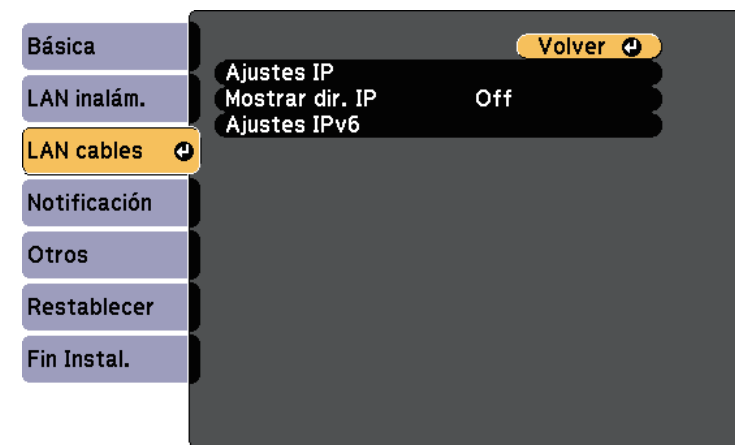 Básica
LAN inalám.
LAN cables
Notificación
Otros
Restablecer
Fin Instal.
Volver
Ajustes IP
Mostrar dir. IP Off
Ajustes IPv6